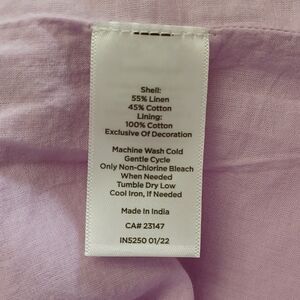 Shell:
55% Linen
45% Cotton
Lining:
100% Cotton
Exclusive Of Decoration
Machine Wash Cold
Gentle Cycle
Only Non-Chlorine Bleach
When Needed
Tumble Dry Low
Cool Iron, If Needed
Made In India
CA# 23147
IN5250 01/22